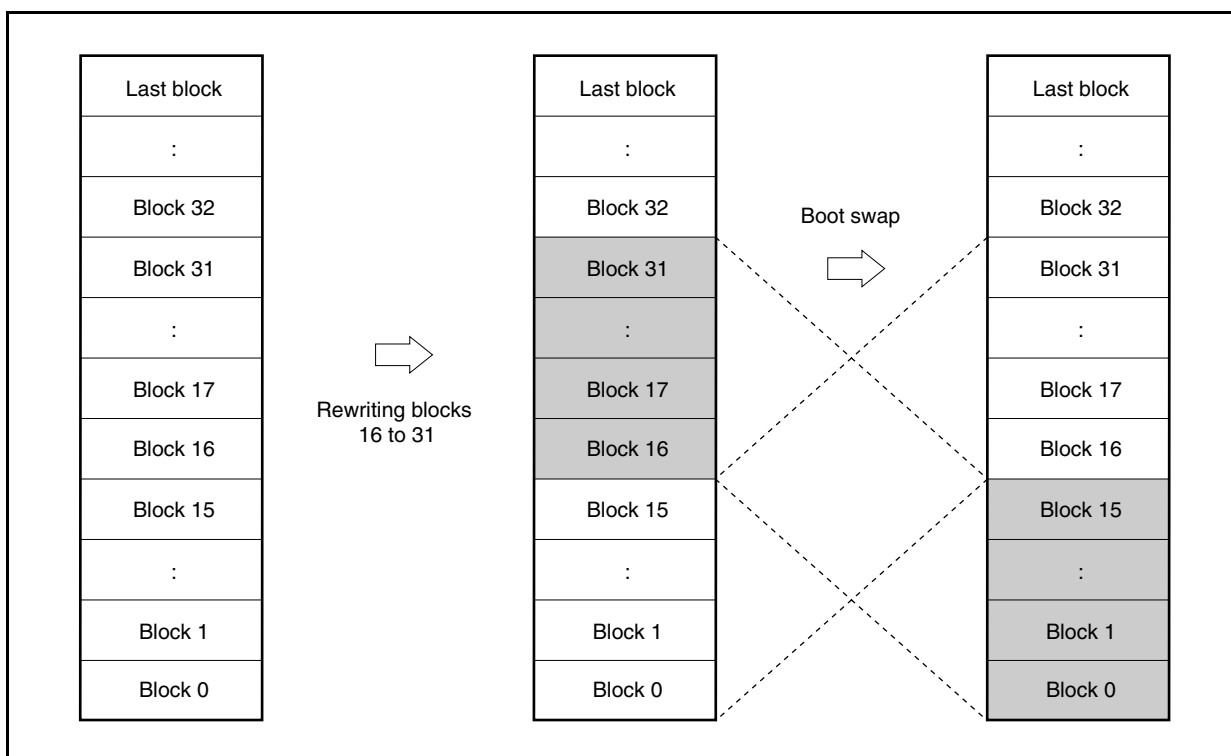 Last block
:
Block 32
Block 31
:
Block 17
Block 16
Block 15
:
Block 1
Block 0
Rewriting blocks
16 to 31
Last block
:
Block 32
Block 31
:
Block 17
Block 16
Block 15
:
Block 1
Block 0
Boot swap
Last block
:
Block 32
Block 31
:
Block 17
Block 16
Block 15
:
Block 1
Block 0